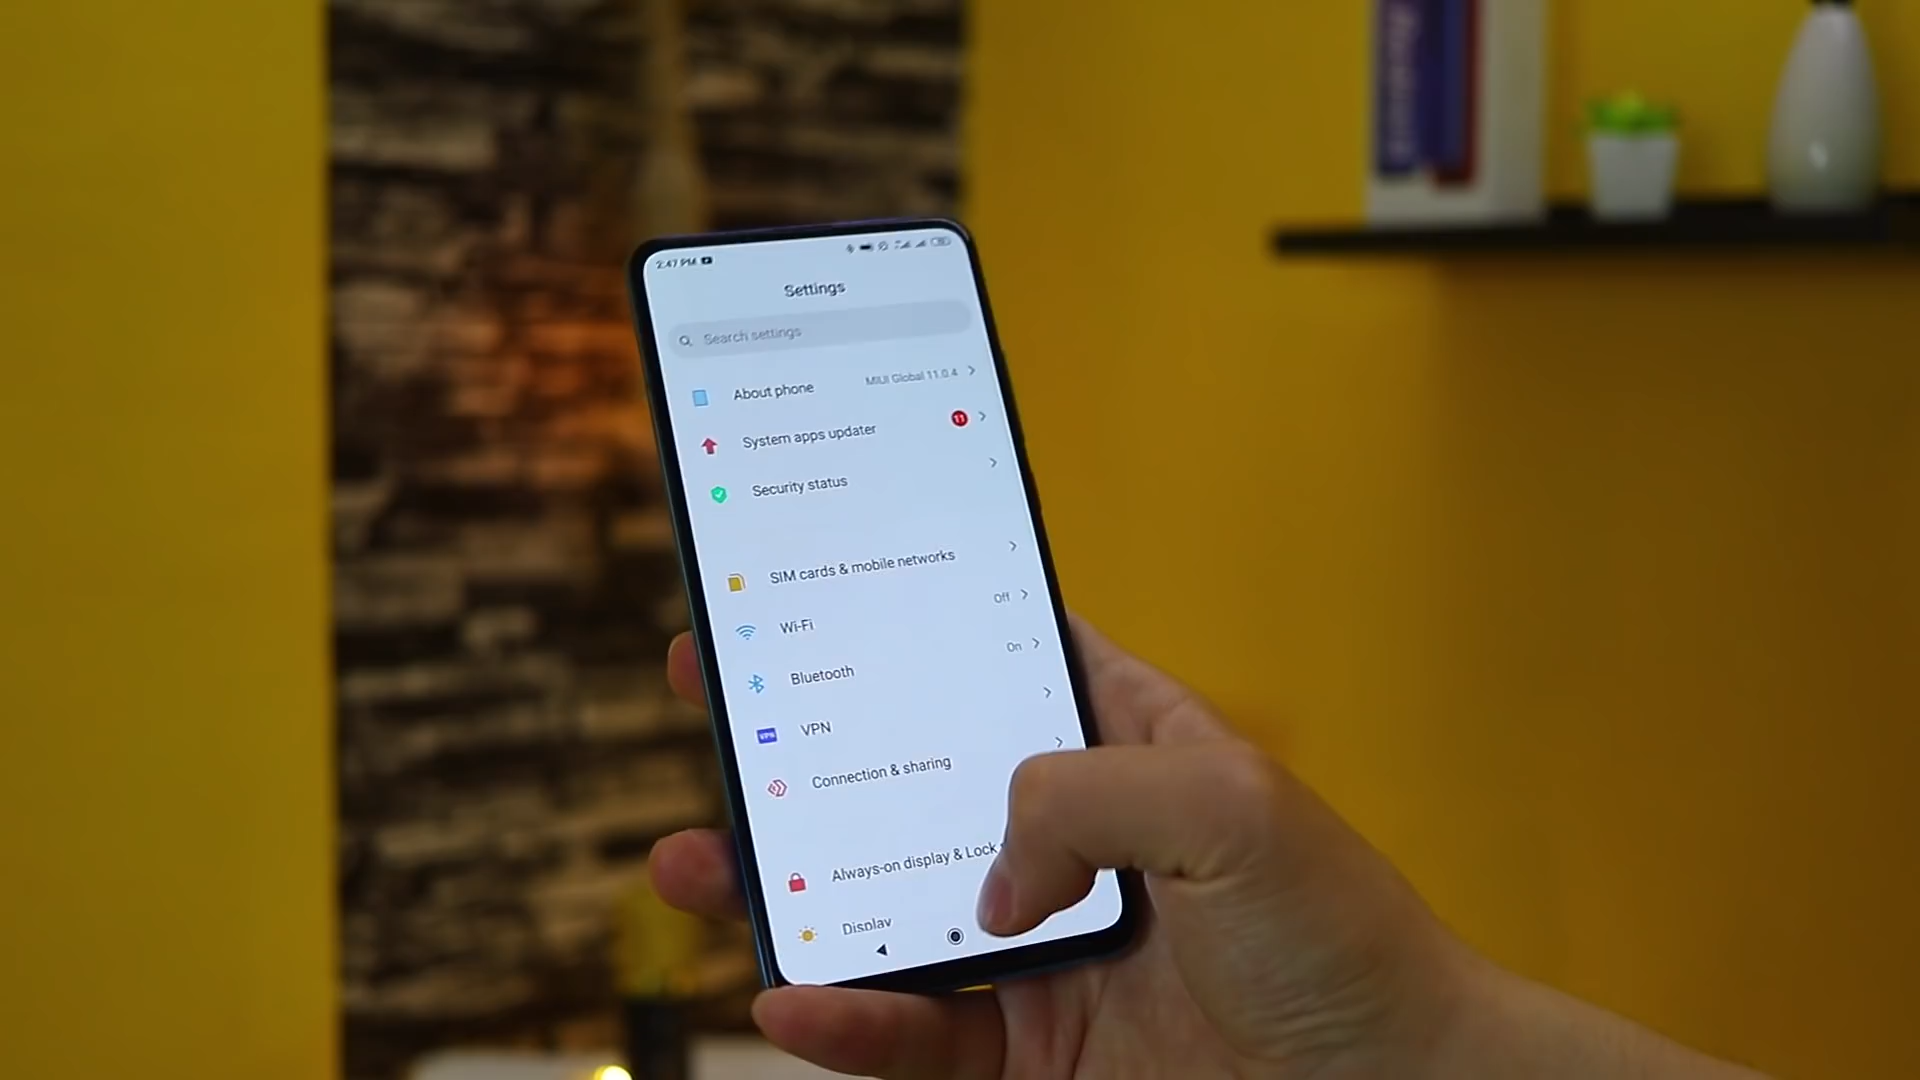 2:47 PM
Settings
Search settings
About phone MIUI Global 11.0.4
System apps updater 11
Security status
SIM cards & mobile networks
Wi-Fi Off
Bluetooth On
VPN VPN
Connection & sharing
Always-on display & Lock
Display